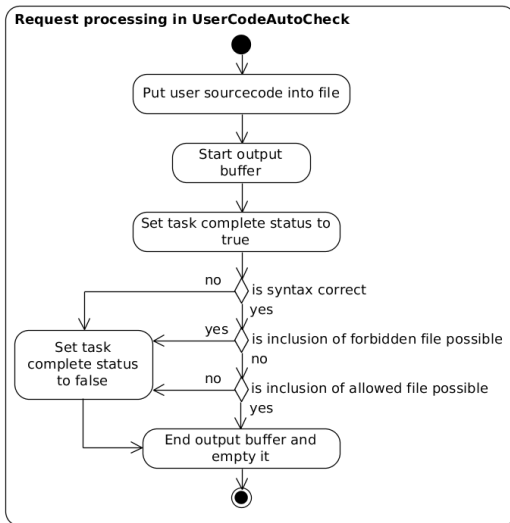 Request processing in UserCodeAutoCheck
Put user sourcecode into file
Start output
buffer
Set task complete status to
true
no
is syntax correct
yes
yes
is inclusion of forbidden file possible
no
Set task
complete status
to false
no
is inclusion of allowed file possible
yes
End output buffer and
empty it